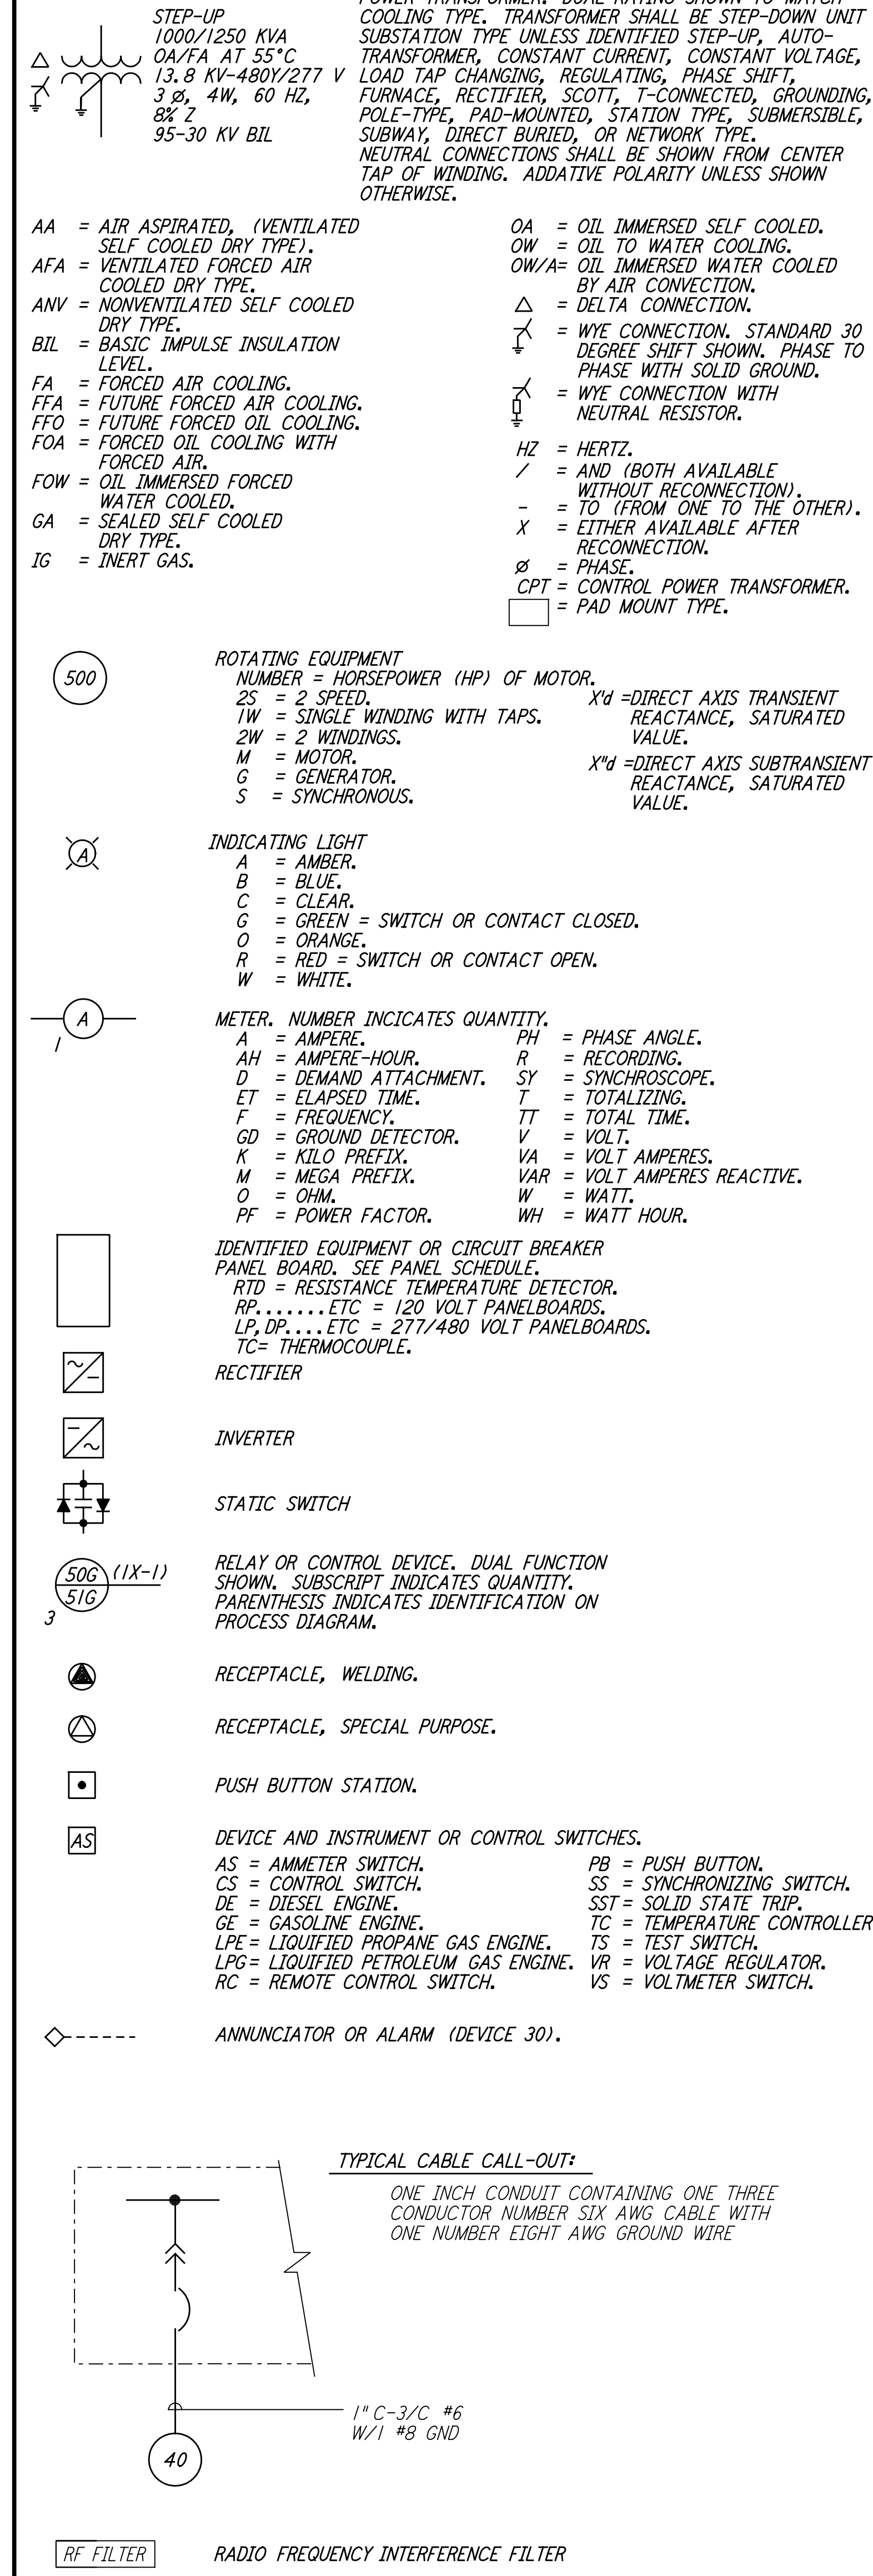 POWER TRANSFORMER. DUAL RATING SHOWN TO MATCH
COOLING TYPE. TRANSFORMER SHALL BE STEP-DOWN UNIT
SUBSTATION TYPE UNLESS IDENTIFIED STEP-UP, AUTO-
TRANSFORMER, CONSTANT CURRENT, CONSTANT VOLTAGE,
LOAD TAP CHANGING, REGULATING, PHASE SHIFT,
FURNACE, RECTIFIER, SCOTT, T-CONNECTED, GROUNDING,
POLE-TYPE, PAD-MOUNTED, STATION TYPE, SUBMERSIBLE,
SUBWAY, DIRECT BURIED, OR NETWORK TYPE.
NEUTRAL CONNECTIONS SHALL BE SHOWN FROM CENTER
TAP OF WINDING. ADDATIVE POLARITY UNLESS SHOWN
OTHERWISE.
STEP-UP
1000/1250 KVA
OA/FA AT 55°C
13.8 KV-480Y/277 V
3 ø, 4W, 60 HZ,
8% Z
95-30 KV BIL
AA = AIR ASPIRATED, (VENTILATED
SELF COOLED DRY TYPE).
AFA = VENTILATED FORCED AIR
COOLED DRY TYPE.
ANV = NONVENTILATED SELF COOLED
DRY TYPE.
BIL = BASIC IMPULSE INSULATION
LEVEL.
FA = FORCED AIR COOLING.
FFA = FUTURE FORCED AIR COOLING.
FFO = FUTURE FORCED OIL COOLING.
FOA = FORCED OIL COOLING WITH
FORCED AIR.
FOW = OIL IMMERSED FORCED
WATER COOLED.
GA = SEALED SELF COOLED
DRY TYPE.
IG = INERT GAS.
OA = OIL IMMERSED SELF COOLED.
OW = OIL TO WATER COOLING.
OW/A= OIL IMMERSED WATER COOLED
BY AIR CONVECTION.
△ = DELTA CONNECTION.
= WYE CONNECTION. STANDARD 30
DEGREE SHIFT SHOWN. PHASE TO
PHASE WITH SOLID GROUND.
= WYE CONNECTION WITH
NEUTRAL RESISTOR.
HZ = HERTZ.
/ = AND (BOTH AVAILABLE
WITHOUT RECONNECTION).
- = TO (FROM ONE TO THE OTHER).
X = EITHER AVAILABLE AFTER
RECONNECTION.
ø = PHASE.
CPT = CONTROL POWER TRANSFORMER.
= PAD MOUNT TYPE.
500
ROTATING EQUIPMENT
NUMBER = HORSEPOWER (HP) OF MOTOR.
2S = 2 SPEED.
1W = SINGLE WINDING WITH TAPS.
2W = 2 WINDINGS.
M = MOTOR.
G = GENERATOR.
S = SYNCHRONOUS.
X'd =DIRECT AXIS TRANSIENT
REACTANCE, SATURATED
VALUE.
X"d =DIRECT AXIS SUBTRANSIENT
REACTANCE, SATURATED
VALUE.
A
INDICATING LIGHT
A = AMBER.
B = BLUE.
C = CLEAR.
G = GREEN = SWITCH OR CONTACT CLOSED.
O = ORANGE.
R = RED = SWITCH OR CONTACT OPEN.
W = WHITE.
A
1
METER. NUMBER INCICATES QUANTITY.
A = AMPERE.
AH = AMPERE-HOUR.
D = DEMAND ATTACHMENT.
ET = ELAPSED TIME.
F = FREQUENCY.
GD = GROUND DETECTOR.
K = KILO PREFIX.
M = MEGA PREFIX.
O = OHM.
PF = POWER FACTOR.
PH = PHASE ANGLE.
R = RECORDING.
SY = SYNCHROSCOPE.
T = TOTALIZING.
TT = TOTAL TIME.
V = VOLT.
VA = VOLT AMPERES.
VAR = VOLT AMPERES REACTIVE.
W = WATT.
WH = WATT HOUR.
IDENTIFIED EQUIPMENT OR CIRCUIT BREAKER
PANEL BOARD. SEE PANEL SCHEDULE.
RTD = RESISTANCE TEMPERATURE DETECTOR.
RP.......ETC = 120 VOLT PANELBOARDS.
LP,DP....ETC = 277/480 VOLT PANELBOARDS.
TC= THERMOCOUPLE.
RECTIFIER
INVERTER
STATIC SWITCH
50G (1X-1)
51G
3
RELAY OR CONTROL DEVICE. DUAL FUNCTION
SHOWN. SUBSCRIPT INDICATES QUANTITY.
PARENTHESIS INDICATES IDENTIFICATION ON
PROCESS DIAGRAM.
RECEPTACLE, WELDING.
RECEPTACLE, SPECIAL PURPOSE.
PUSH BUTTON STATION.
AS
DEVICE AND INSTRUMENT OR CONTROL SWITCHES.
AS = AMMETER SWITCH.
CS = CONTROL SWITCH.
DE = DIESEL ENGINE.
GE = GASOLINE ENGINE.
LPE = LIQUIFIED PROPANE GAS ENGINE.
LPG = LIQUIFIED PETROLEUM GAS ENGINE.
RC = REMOTE CONTROL SWITCH.
PB = PUSH BUTTON.
SS = SYNCHRONIZING SWITCH.
SST = SOLID STATE TRIP.
TC = TEMPERATURE CONTROLLER
TS = TEST SWITCH.
VR = VOLTAGE REGULATOR.
VS = VOLTMETER SWITCH.
ANNUNCIATOR OR ALARM (DEVICE 30).
TYPICAL CABLE CALL-OUT:
ONE INCH CONDUIT CONTAINING ONE THREE
CONDUCTOR NUMBER SIX AWG CABLE WITH
ONE NUMBER EIGHT AWG GROUND WIRE
1" C-3/C #6
W/1 #8 GND
40
RF FILTER
RADIO FREQUENCY INTERFERENCE FILTER